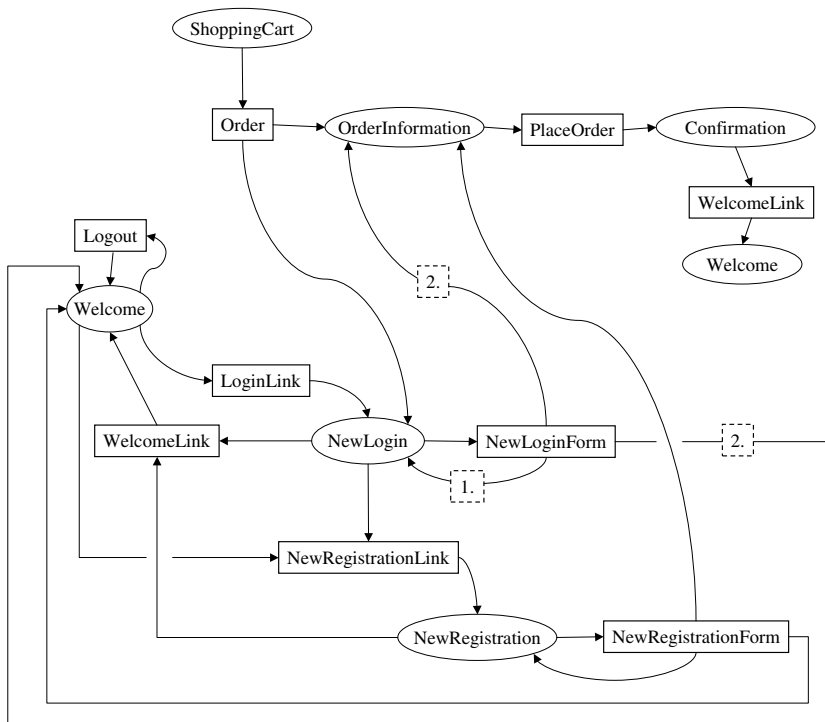 ShoppingCart
Order
OrderInformation
PlaceOrder
Confirmation
WelcomeLink
Welcome
Logout
Welcome
2.
LoginLink
WelcomeLink
NewLogin
NewLoginForm
2.
1.
NewRegistrationLink
NewRegistration
NewRegistrationForm